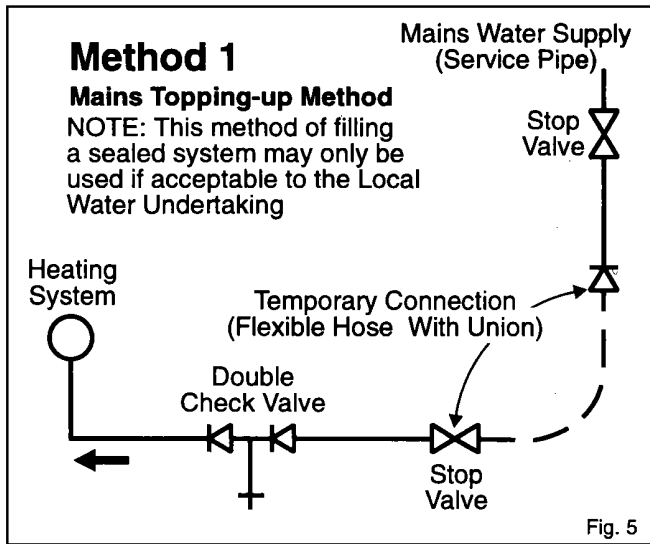 Method 1
Mains Topping-up Method
NOTE: This method of filling
a sealed system may only be
used if acceptable to the Local
Water Undertaking
Mains Water Supply
(Service Pipe)
Stop
Valve
Heating
System
Temporary Connection
(Flexible Hose With Union)
Double
Check Valve
Stop
Valve
Fig. 5